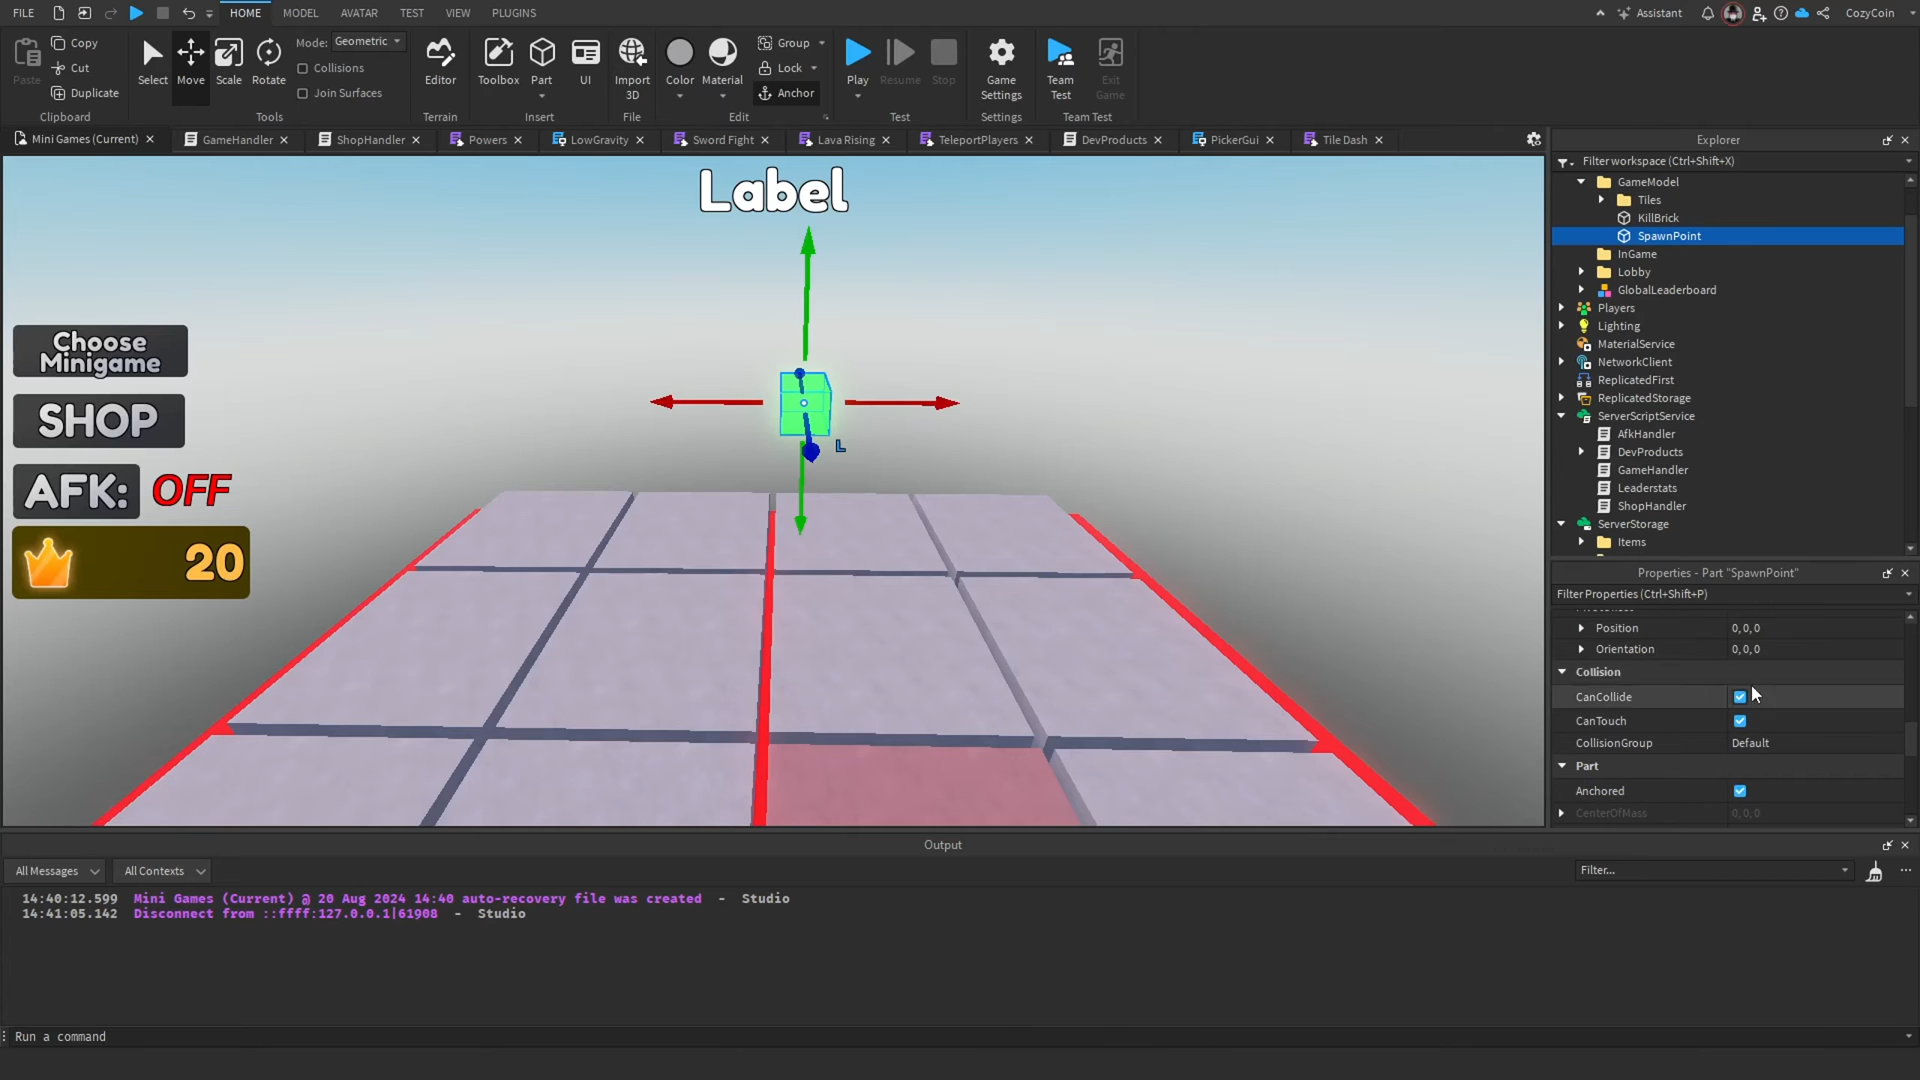 FILE
HOME
MODEL
AVATAR
TEST
VIEW
PLUGINS
Assistant
CozyCoin
Paste
Copy
Cut
Duplicate
Clipboard
Select
Move
Scale
Rotate
Mode: Geometric
Collisions
Join Surfaces
Tools
Editor
Terrain
Toolbox
Part
UI
Insert
Import
3D
File
Color
Material
Group
Lock
Anchor
Edit
Play
Resume
Stop
Test
Game
Settings
Settings
Team
Test
Exit
Game
Team Test
Mini Games (Current)
GameHandler
ShopHandler
Powers
LowGravity
Sword Fight
Lava Rising
TeleportPlayers
DevProducts
PickerGui
Tile Dash
Label
Choose
Minigame
SHOP
AFK: OFF
20
L
Explorer
Filter workspace (Ctrl+Shift+X)
GameModel
Tiles
KillBrick
SpawnPoint
InGame
Lobby
GlobalLeaderboard
Players
Lighting
MaterialService
NetworkClient
ReplicatedFirst
ReplicatedStorage
ServerScriptService
AfkHandler
DevProducts
GameHandler
Leaderstats
ShopHandler
ServerStorage
Items
Properties - Part "SpawnPoint"
Filter Properties (Ctrl+Shift+P)
Position 0, 0, 0
Orientation 0, 0, 0
Collision
CanCollide
CanTouch
CollisionGroup Default
Part
Anchored
CenterOfMass 0, 0, 0
Output
All Messages
All Contexts
Filter...
14:40:12.599 Mini Games (Current) @ 20 Aug 2024 14:40 auto-recovery file was created - Studio
14:41:05.142 Disconnect from ::ffff:127.0.0.1|61908 - Studio
Run a command